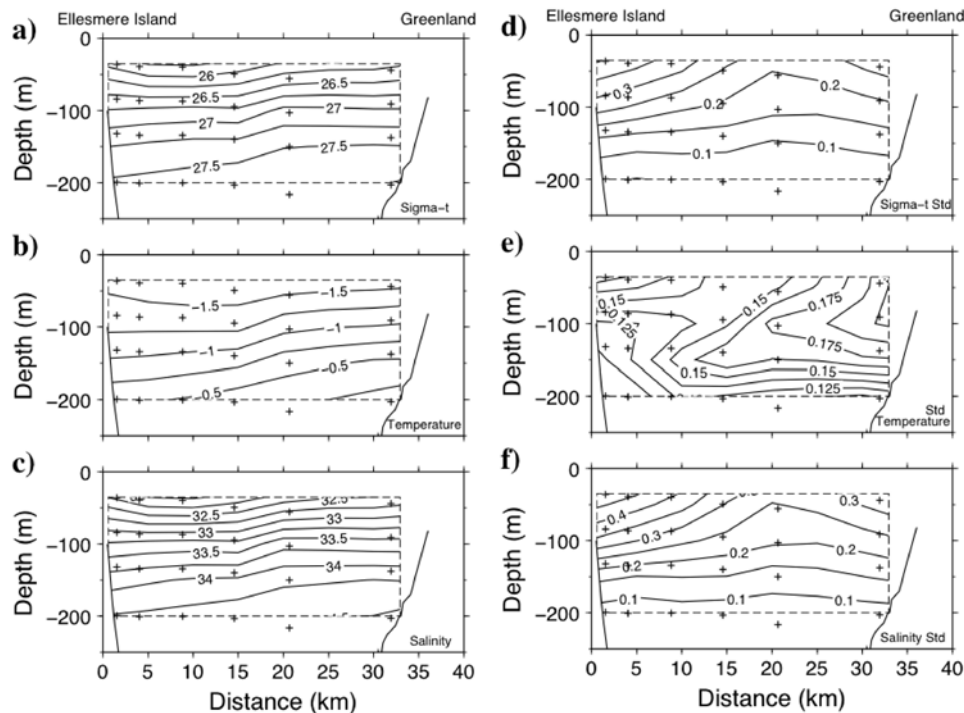 Ellesmere Island Greenland
a)
0
−100
−200
Depth (m)
26
26.5
26.5
27
27
27.5
27.5
Sigma−t
b)
0
−100
−200
Depth (m)
−1.5
−1.5
−1
−1
−0.5
−0.5
Temperature
c)
0
−100
−200
Depth (m)
32.5
32.5
33
33
33.5
33.5
34
34
Salinity
0 5 10 15 20 25 30 35 40
Distance (km)
Ellesmere Island Greenland
d)
0
−100
−200
Depth (m)
0.3
0.2
0.2
0.1
0.1
Sigma−t Std
e)
0
−100
−200
Depth (m)
0.15
0.125
0.15
0.175
0.175
0.15
0.15
0.125
Std
Temperature
f)
0
−100
−200
Depth (m)
0.4
0.3
0.3
0.2
0.2
0.2
0.1
0.1
0.1
Salinity Std
0 5 10 15 20 25 30 35 40
Distance (km)